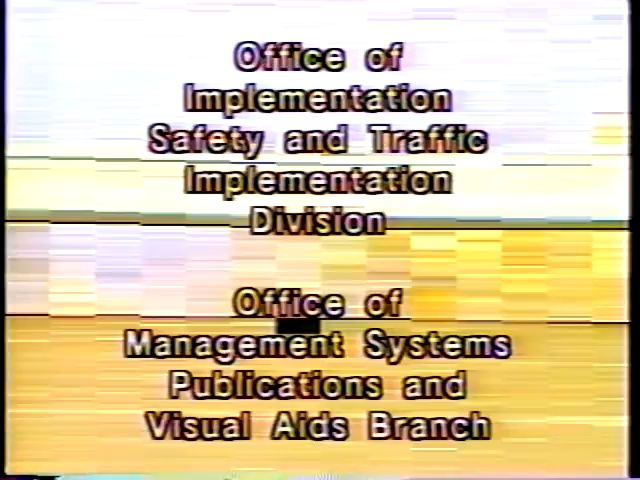 Office of
Implementation
Safety and Traffic
Implementation
Division
Office of
Management Systems
Publications and
Visual Aids Branch